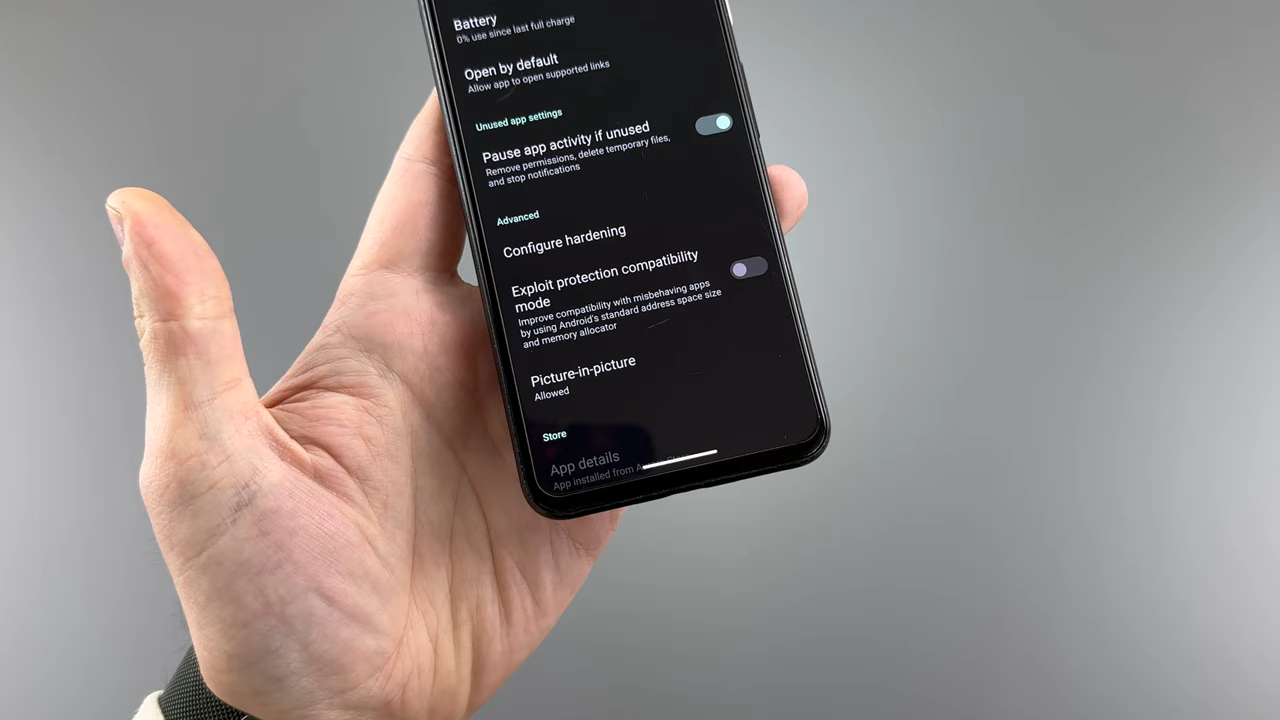 Battery
0% use since last full charge
Open by default
Allow app to open supported links
Unused app settings
Pause app activity if unused
Remove permissions, delete temporary files,
and stop notifications
Advanced
Configure hardening
Exploit protection compatibility
mode
Improve compatibility with misbehaving apps
by using Android's standard address space size
and memory allocator
Picture-in-picture
Allowed
Store
App details
App installed from